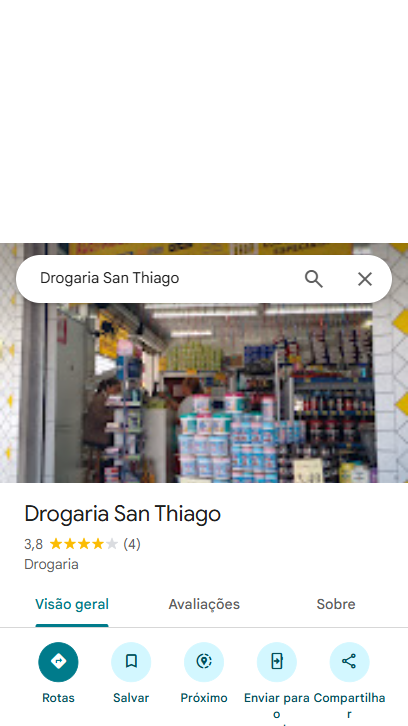 Drogaria San Thiago
Drogaria San Thiago
3,8 (4)
Drogaria
Visão geral
Avaliações
Sobre
Rotas
Salvar
Próximo
Enviar para
o
Compartilha
r